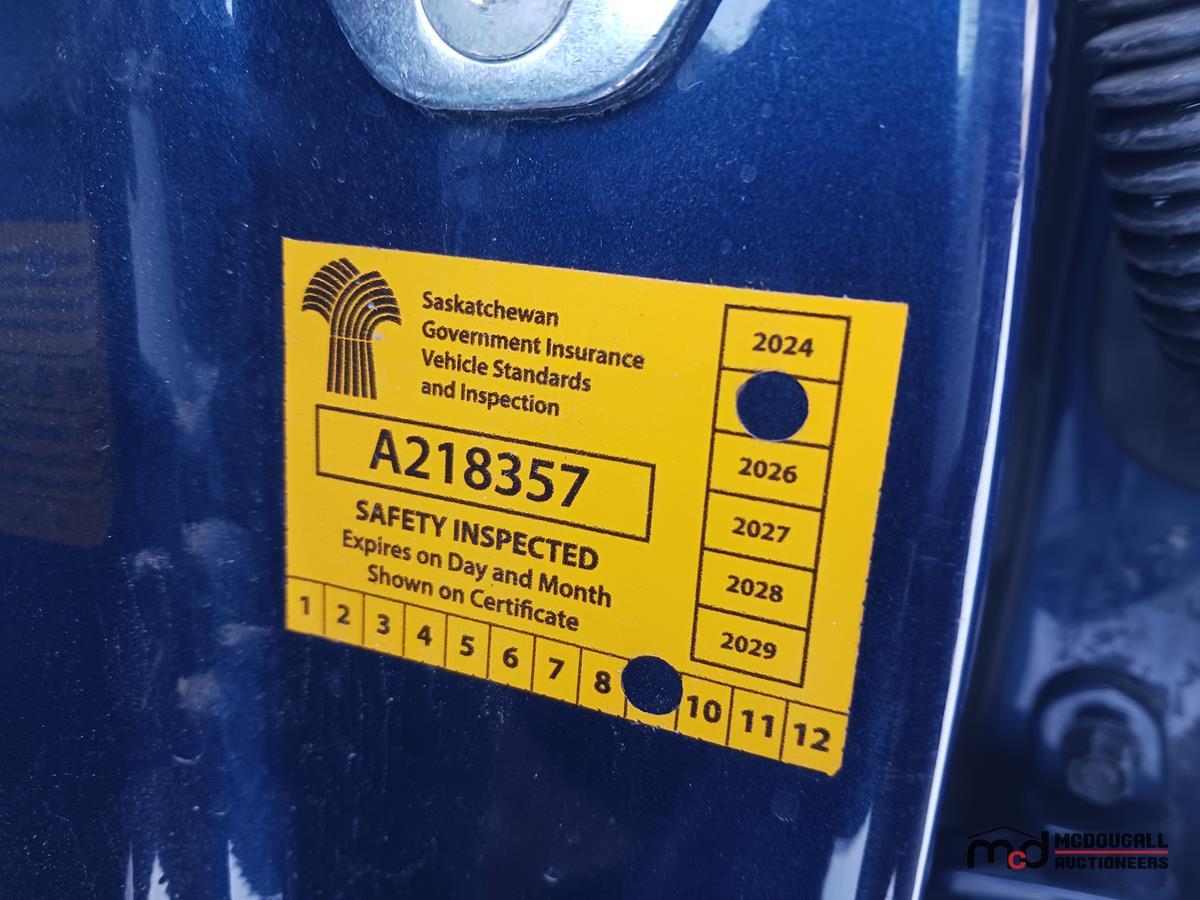 Saskatchewan
Government Insurance
Vehicle Standards
and Inspection
A218357
SAFETY INSPECTED
Expires on Day and Month
Shown on Certificate
2024
2026
2027
2028
2029
1 2 3 4 5 6 7 8 10 11 12
mcd MCDOUGALL
AUCTIONEERS